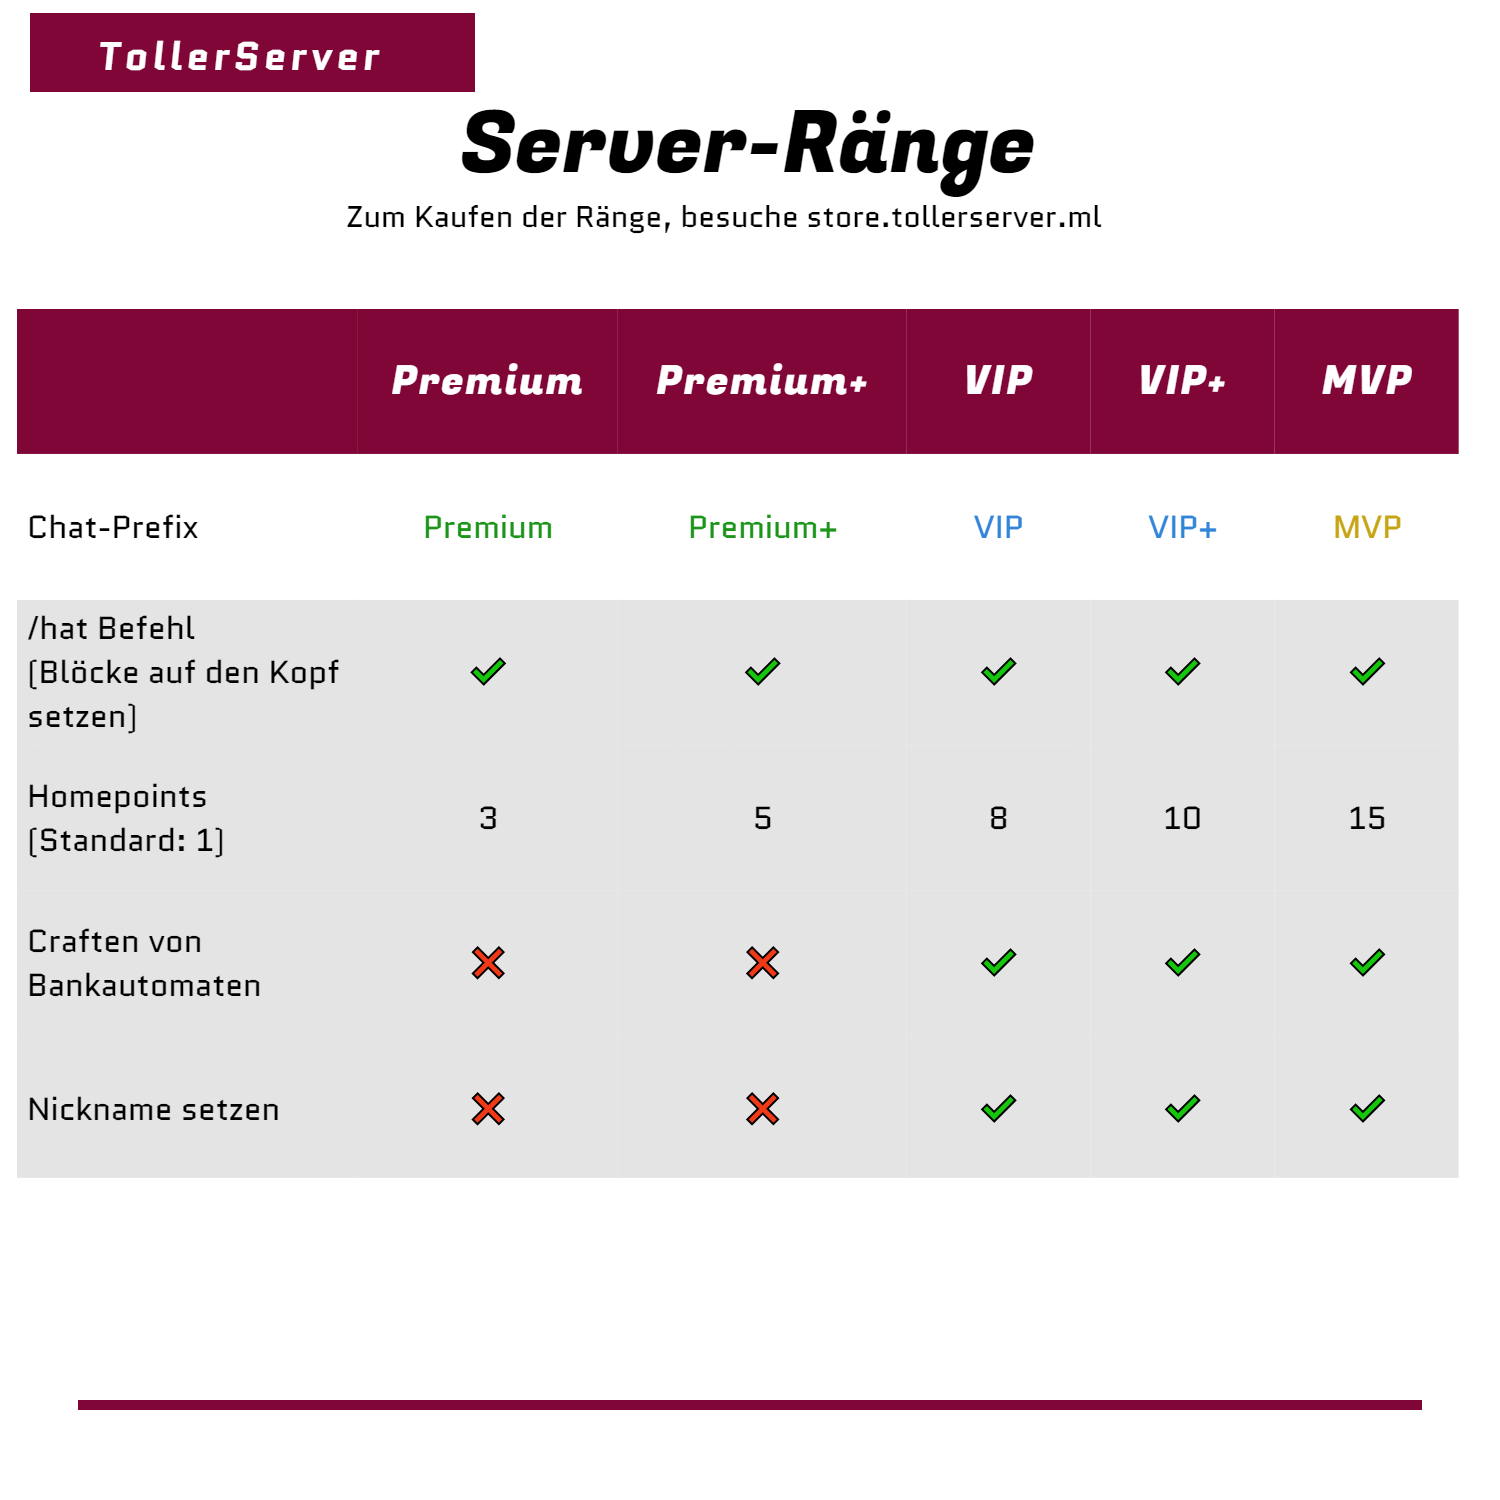 TollerServer
Server-Ränge
Zum Kaufen der Ränge, besuche store.tollerserver.ml
Premium Premium+ VIP VIP+ MVP
Chat-Prefix Premium Premium+ VIP VIP+ MVP
/hat Befehl
(Blöcke auf den Kopf
setzen)
Homepoints
(Standard: 1)
3 5 8 10 15
Craften von
Bankautomaten
Nickname setzen